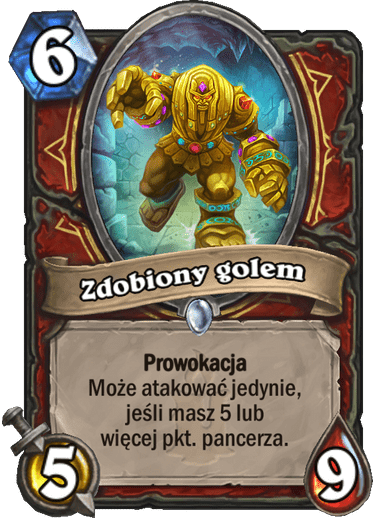 6
Zdobiony golem
Prowokacja
Może atakować jedynie,
jeśli masz 5 lub
więcej pkt. pancerza.
5
9